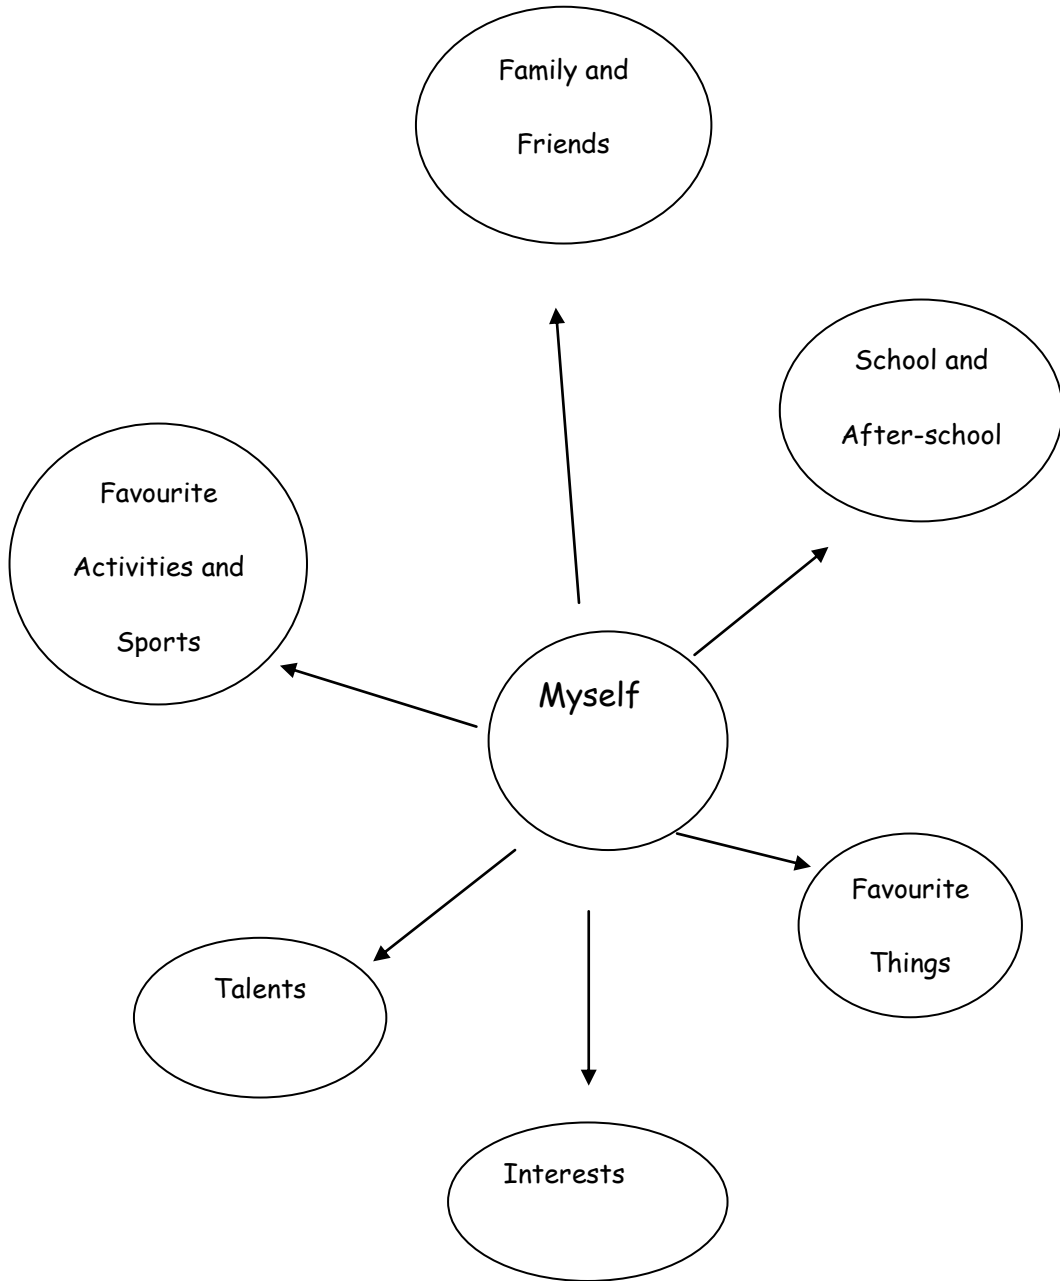 Family and
Friends
School and
After-school
Favourite
Activities and
Sports
Myself
Favourite
Things
Talents
Interests